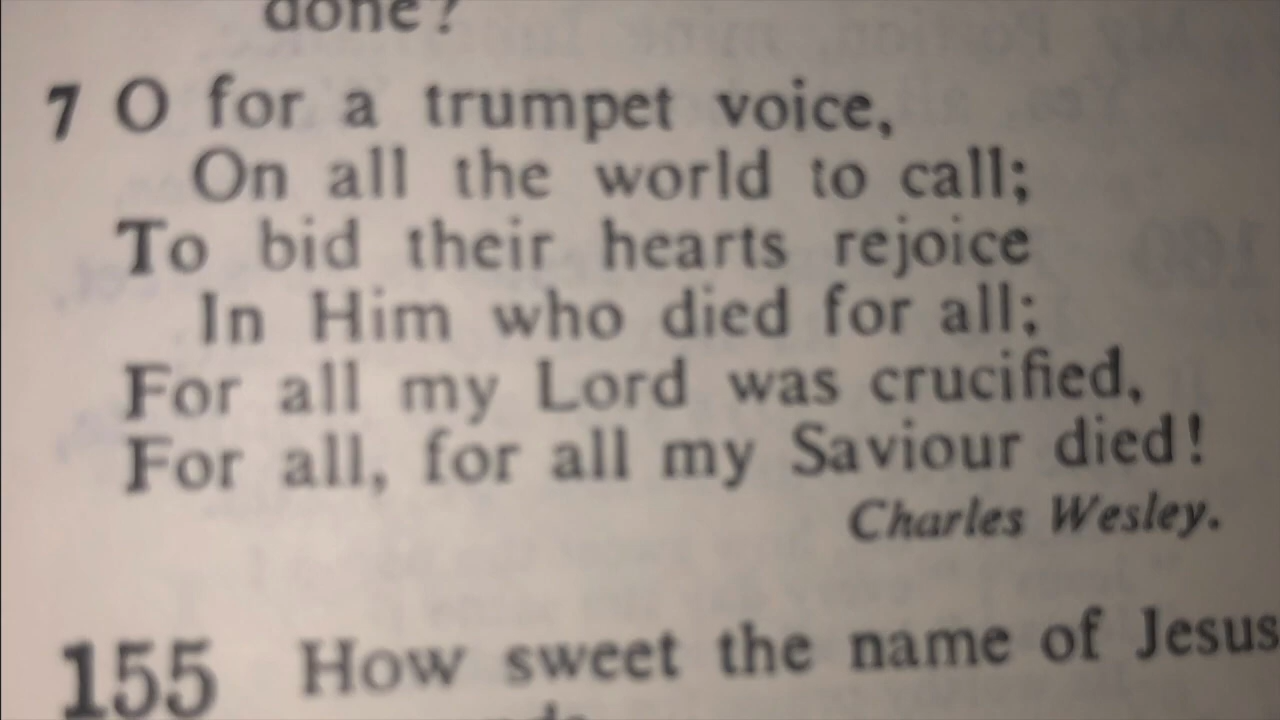 done?
7 O for a trumpet voice,
On all the world to call;
To bid their hearts rejoice
In Him who died for all;
For all my Lord was crucified,
For all, for all my Saviour died!
Charles Wesley.
155 How sweet the name of Jesus